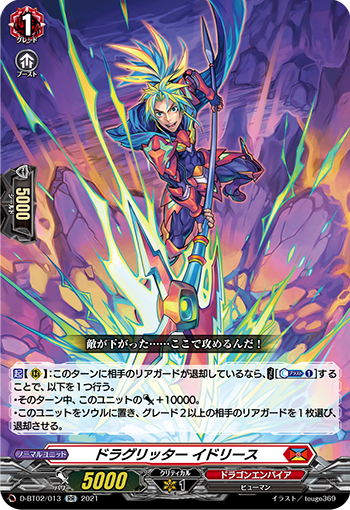 1
グレード
ブースト
5000
シールド
敵が下がった……ここで攻めるんだ！
起【R】：このターンに相手のリアガードが退却しているなら、【コスト】[ブラスト1]することで、以下を1つ行う。
・そのターン中、このユニットのパワー+10000。
・このユニットをソウルに置き、グレード２以上の相手のリアガードを１枚選び、
退却させる。
ノーマルユニット
ドラグリッター イドリース
パワー
5000
クリティカル
1
ドラゴンエンパイア
ヒューマン
D-BT02/013 RR 2021
イラスト／touge369